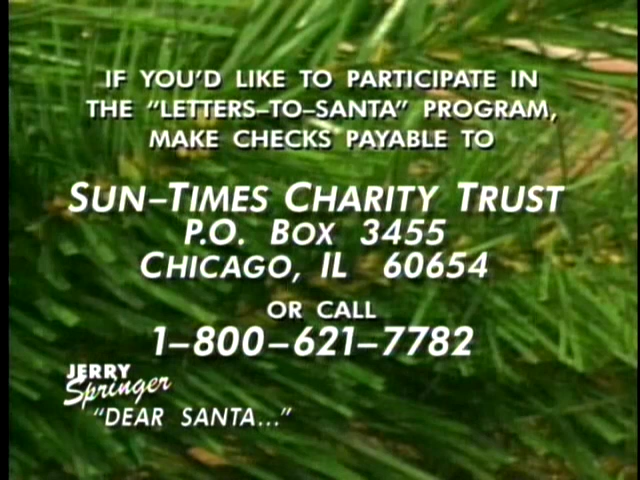 IF YOU'D LIKE TO PARTICIPATE IN
THE "LETTERS–TO–SANTA" PROGRAM,
MAKE CHECKS PAYABLE TO
SUN–TIMES CHARITY TRUST
P.O. BOX 3455
CHICAGO, IL 60654
OR CALL
1–800–621–7782
JERRY
Springer
"DEAR SANTA..."